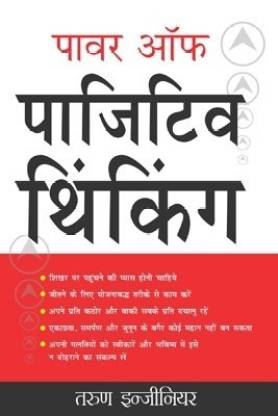 पावर ऑफ
पाजिटिव
थिंकिंग
शिखर पर पहुंचने की प्यास होनी चाहिये
जीतने के लिए योजनाबद्ध तरीके से काम करें
अपने प्रति कठोर और बाकी सबके प्रति दयालु रहें
एकाग्रता, समर्पण और जुनून के बगैर कोई महान नहीं बन सकता
अपनी गलतियों को स्वीकारें और भविष्य में इसे
न दोहराने का संकल्प लें
तरुण इन्जीनियर